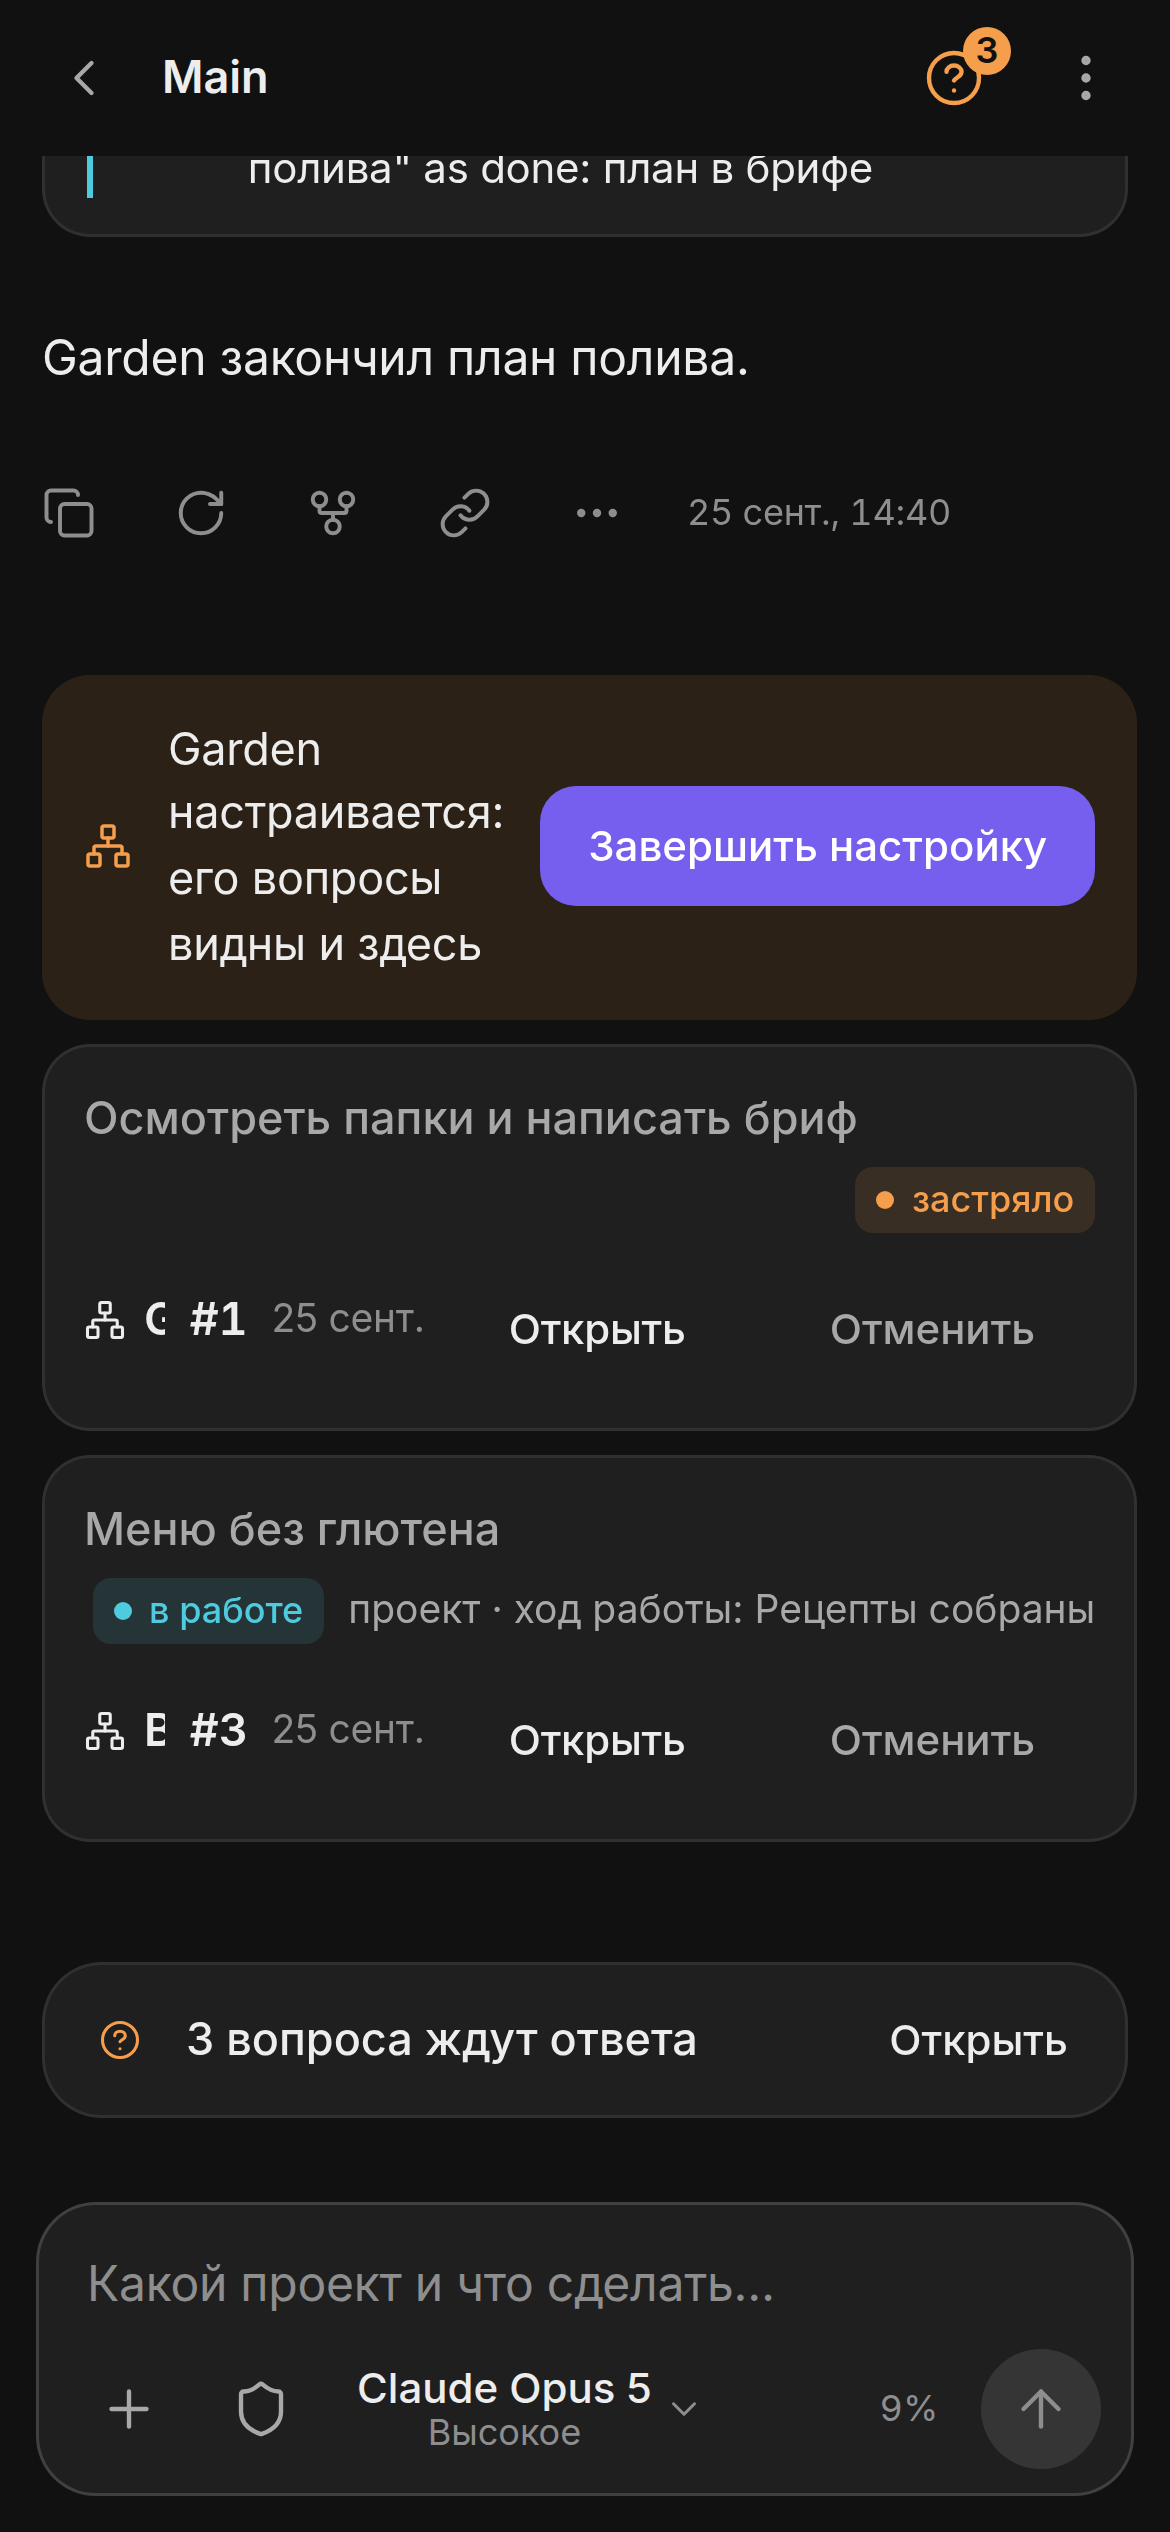 Main
3
полива" as done: план в брифе
Garden закончил план полива.
25 сент., 14:40
Garden
настраивается:
его вопросы
видны и здесь
Завершить настройку
Осмотреть папки и написать бриф
застряло
#1 25 сент. Открыть Отменить
Меню без глютена
в работе проект · ход работы: Рецепты собраны
#3 25 сент. Открыть Отменить
3 вопроса ждут ответа Открыть
Какой проект и что сделать...
Claude Opus 5
Высокое
9%